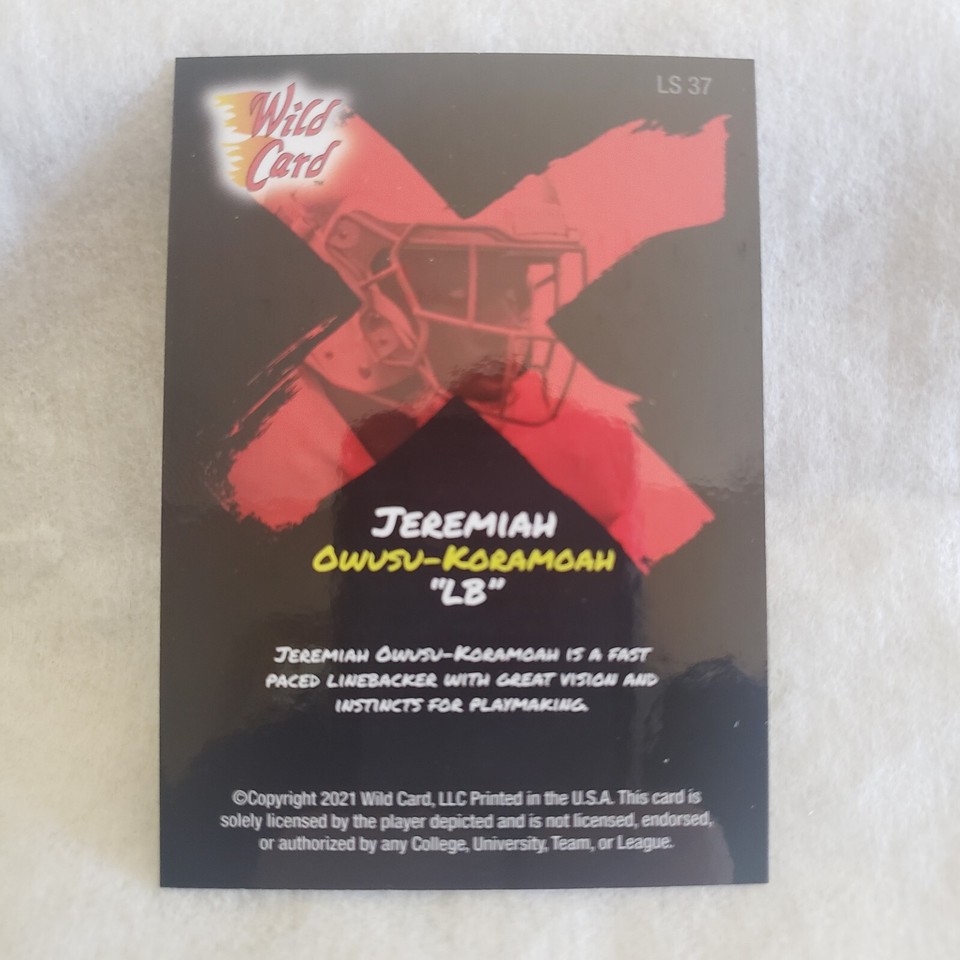 LS 37
Wild
Card
JEREMIAH
OWUSU-KORAMOAH
"LB"
JEREMIAH OWUSU-KORAMOAH IS A FAST
PACED LINEBACKER WITH GREAT VISION AND
INSTINCTS FOR PLAYMAKING.
©Copyright 2021 Wild Card, LLC Printed in the U.S.A. This card is
solely licensed by the player depicted and is not licensed, endorsed,
or authorized by any College, University, Team, or League.